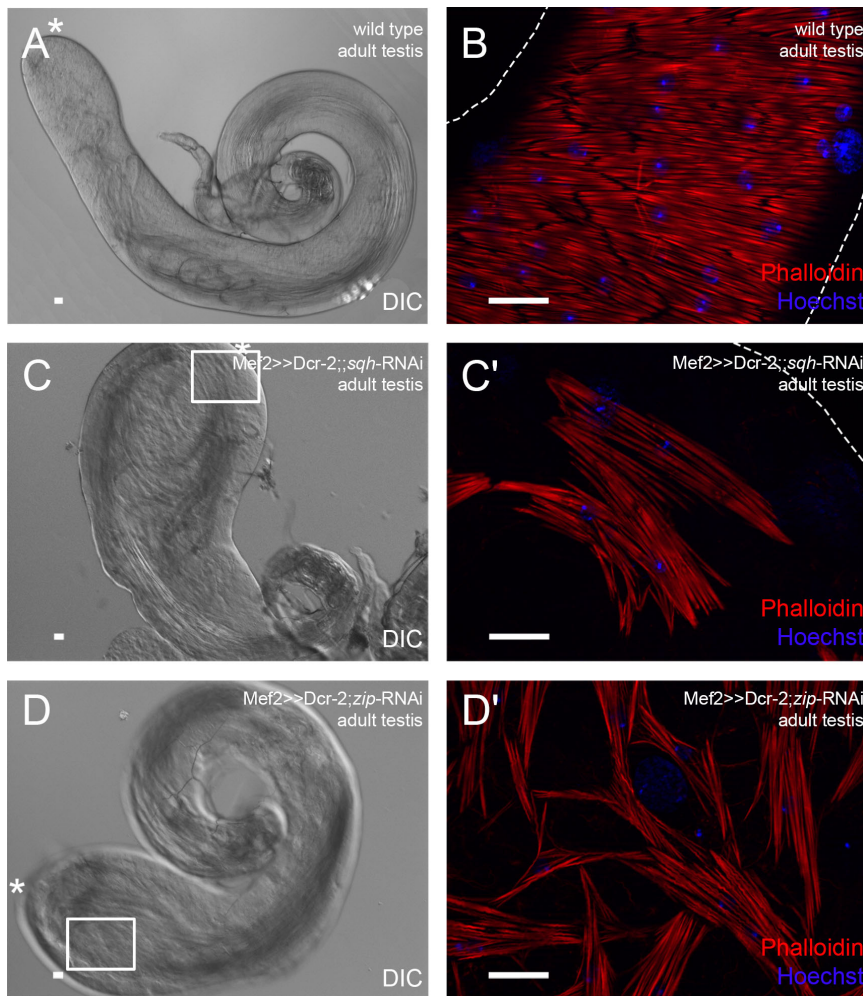 A
*
wild type
adult testis
DIC
B
wild type
adult testis
Phalloidin
Hoechst
C
*
Mef2>>Dcr-2;;sqh-RNAi
adult testis
DIC
C'
Mef2>>Dcr-2;;sqh-RNAi
adult testis
Phalloidin
Hoechst
D
Mef2>>Dcr-2;zip-RNAi
adult testis
*
DIC
D'
Mef2>>Dcr-2;zip-RNAi
adult testis
Phalloidin
Hoechst